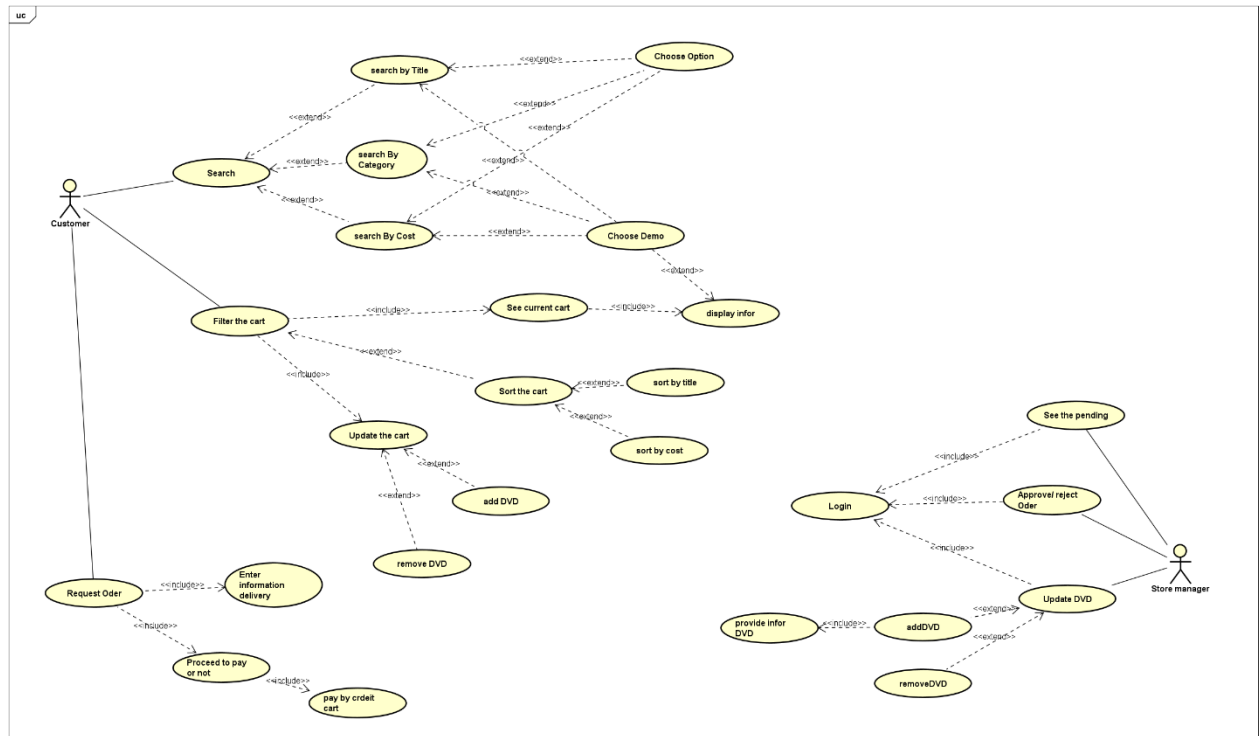 uc
Choose Option
search by Title
<<extend>>
<<extend>>
<<extend>>
<<extend>>
search By
Category
<<extend>>
Search
<<extend>>
<<extend>>
Customer
<<extend>>
search By Cost
<<extend>>
Choose Demo
<<extend>>
Filter the cart
<<include>>
See current cart
<<include>>
display infor
<<extend>>
<<include>>
Sort the cart
<<extend>>
sort by title
<<extend>>
sort by cost
Update the cart
<<extend>>
<<extend>>
add DVD
remove DVD
See the pending
<<include>>
Login
<<include>>
Approve/ reject
Oder
<<include>>
Store manager
Update DVD
<<extend>>
provide infor
DVD
<<include>>
addDVD
<<extend>>
removeDVD
Request Oder
<<include>>
Enter
information
delivery
<<include>>
Proceed to pay
or not
<<include>>
pay by crdeit
cart